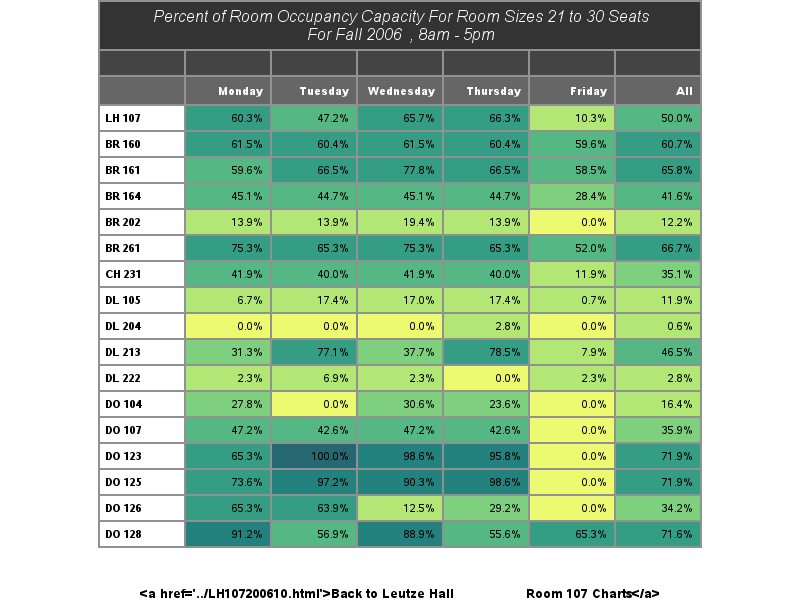 Percent of Room Occupancy Capacity For Room Sizes 21 to 30 Seats
For Fall 2006 , 8am - 5pm
Monday Tuesday Wednesday Thursday Friday All
LH 107 60.3% 47.2% 65.7% 66.3% 10.3% 50.0%
BR 160 61.5% 60.4% 61.5% 60.4% 59.6% 60.7%
BR 161 59.6% 66.5% 77.8% 66.5% 58.5% 65.8%
BR 164 45.1% 44.7% 45.1% 44.7% 28.4% 41.6%
BR 202 13.9% 13.9% 19.4% 13.9% 0.0% 12.2%
BR 261 75.3% 65.3% 75.3% 65.3% 52.0% 66.7%
CH 231 41.9% 40.0% 41.9% 40.0% 11.9% 35.1%
DL 105 6.7% 17.4% 17.0% 17.4% 0.7% 11.9%
DL 204 0.0% 0.0% 0.0% 2.8% 0.0% 0.6%
DL 213 31.3% 77.1% 37.7% 78.5% 7.9% 46.5%
DL 222 2.3% 6.9% 2.3% 0.0% 2.3% 2.8%
DO 104 27.8% 0.0% 30.6% 23.6% 0.0% 16.4%
DO 107 47.2% 42.6% 47.2% 42.6% 0.0% 35.9%
DO 123 65.3% 100.0% 98.6% 95.8% 0.0% 71.9%
DO 125 73.6% 97.2% 90.3% 98.6% 0.0% 71.9%
DO 126 65.3% 63.9% 12.5% 29.2% 0.0% 34.2%
DO 128 91.2% 56.9% 88.9% 55.6% 65.3% 71.6%
<a href='../LH107200610.html'>Back to Leutze Hall Room 107 Charts</a>